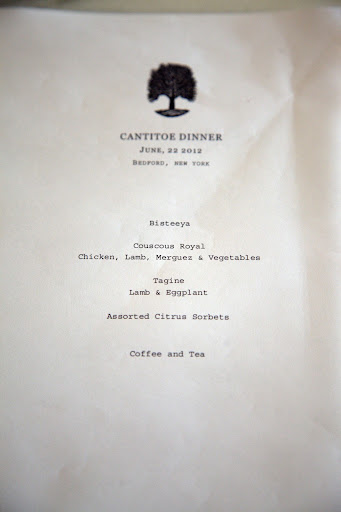 CANTITOE DINNER
JUNE, 22 2012
BEDFORD, NEW YORK
Bisteeya
Couscous Royal
Chicken, Lamb, Merguez & Vegetables
Tagine
Lamb & Eggplant
Assorted Citrus Sorbets
Coffee and Tea